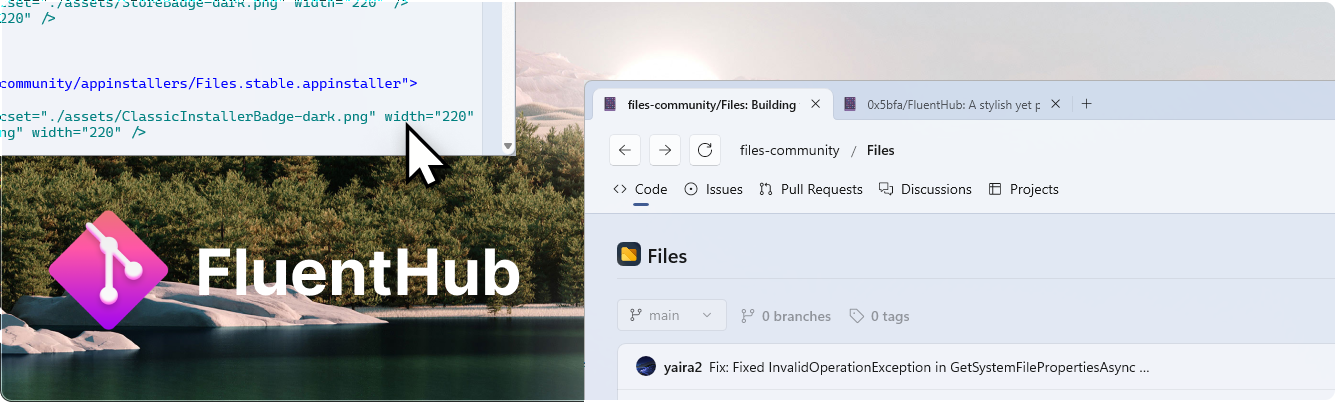 cset="./assets/StoreBadge-dark.png" width="220" />
220" />
community/appinstallers/Files.stable.appinstaller">
cset="./assets/ClassicInstallerBadge-dark.png" width="220"
ng" width="220" />
FluentHub
files-community/Files: Building
0x5bfa/FluentHub: A stylish yet p
files-community / Files
Code Issues Pull Requests Discussions Projects
Files
main 0 branches 0 tags
yaira2 Fix: Fixed InvalidOperationException in GetSystemFilePropertiesAsync ...